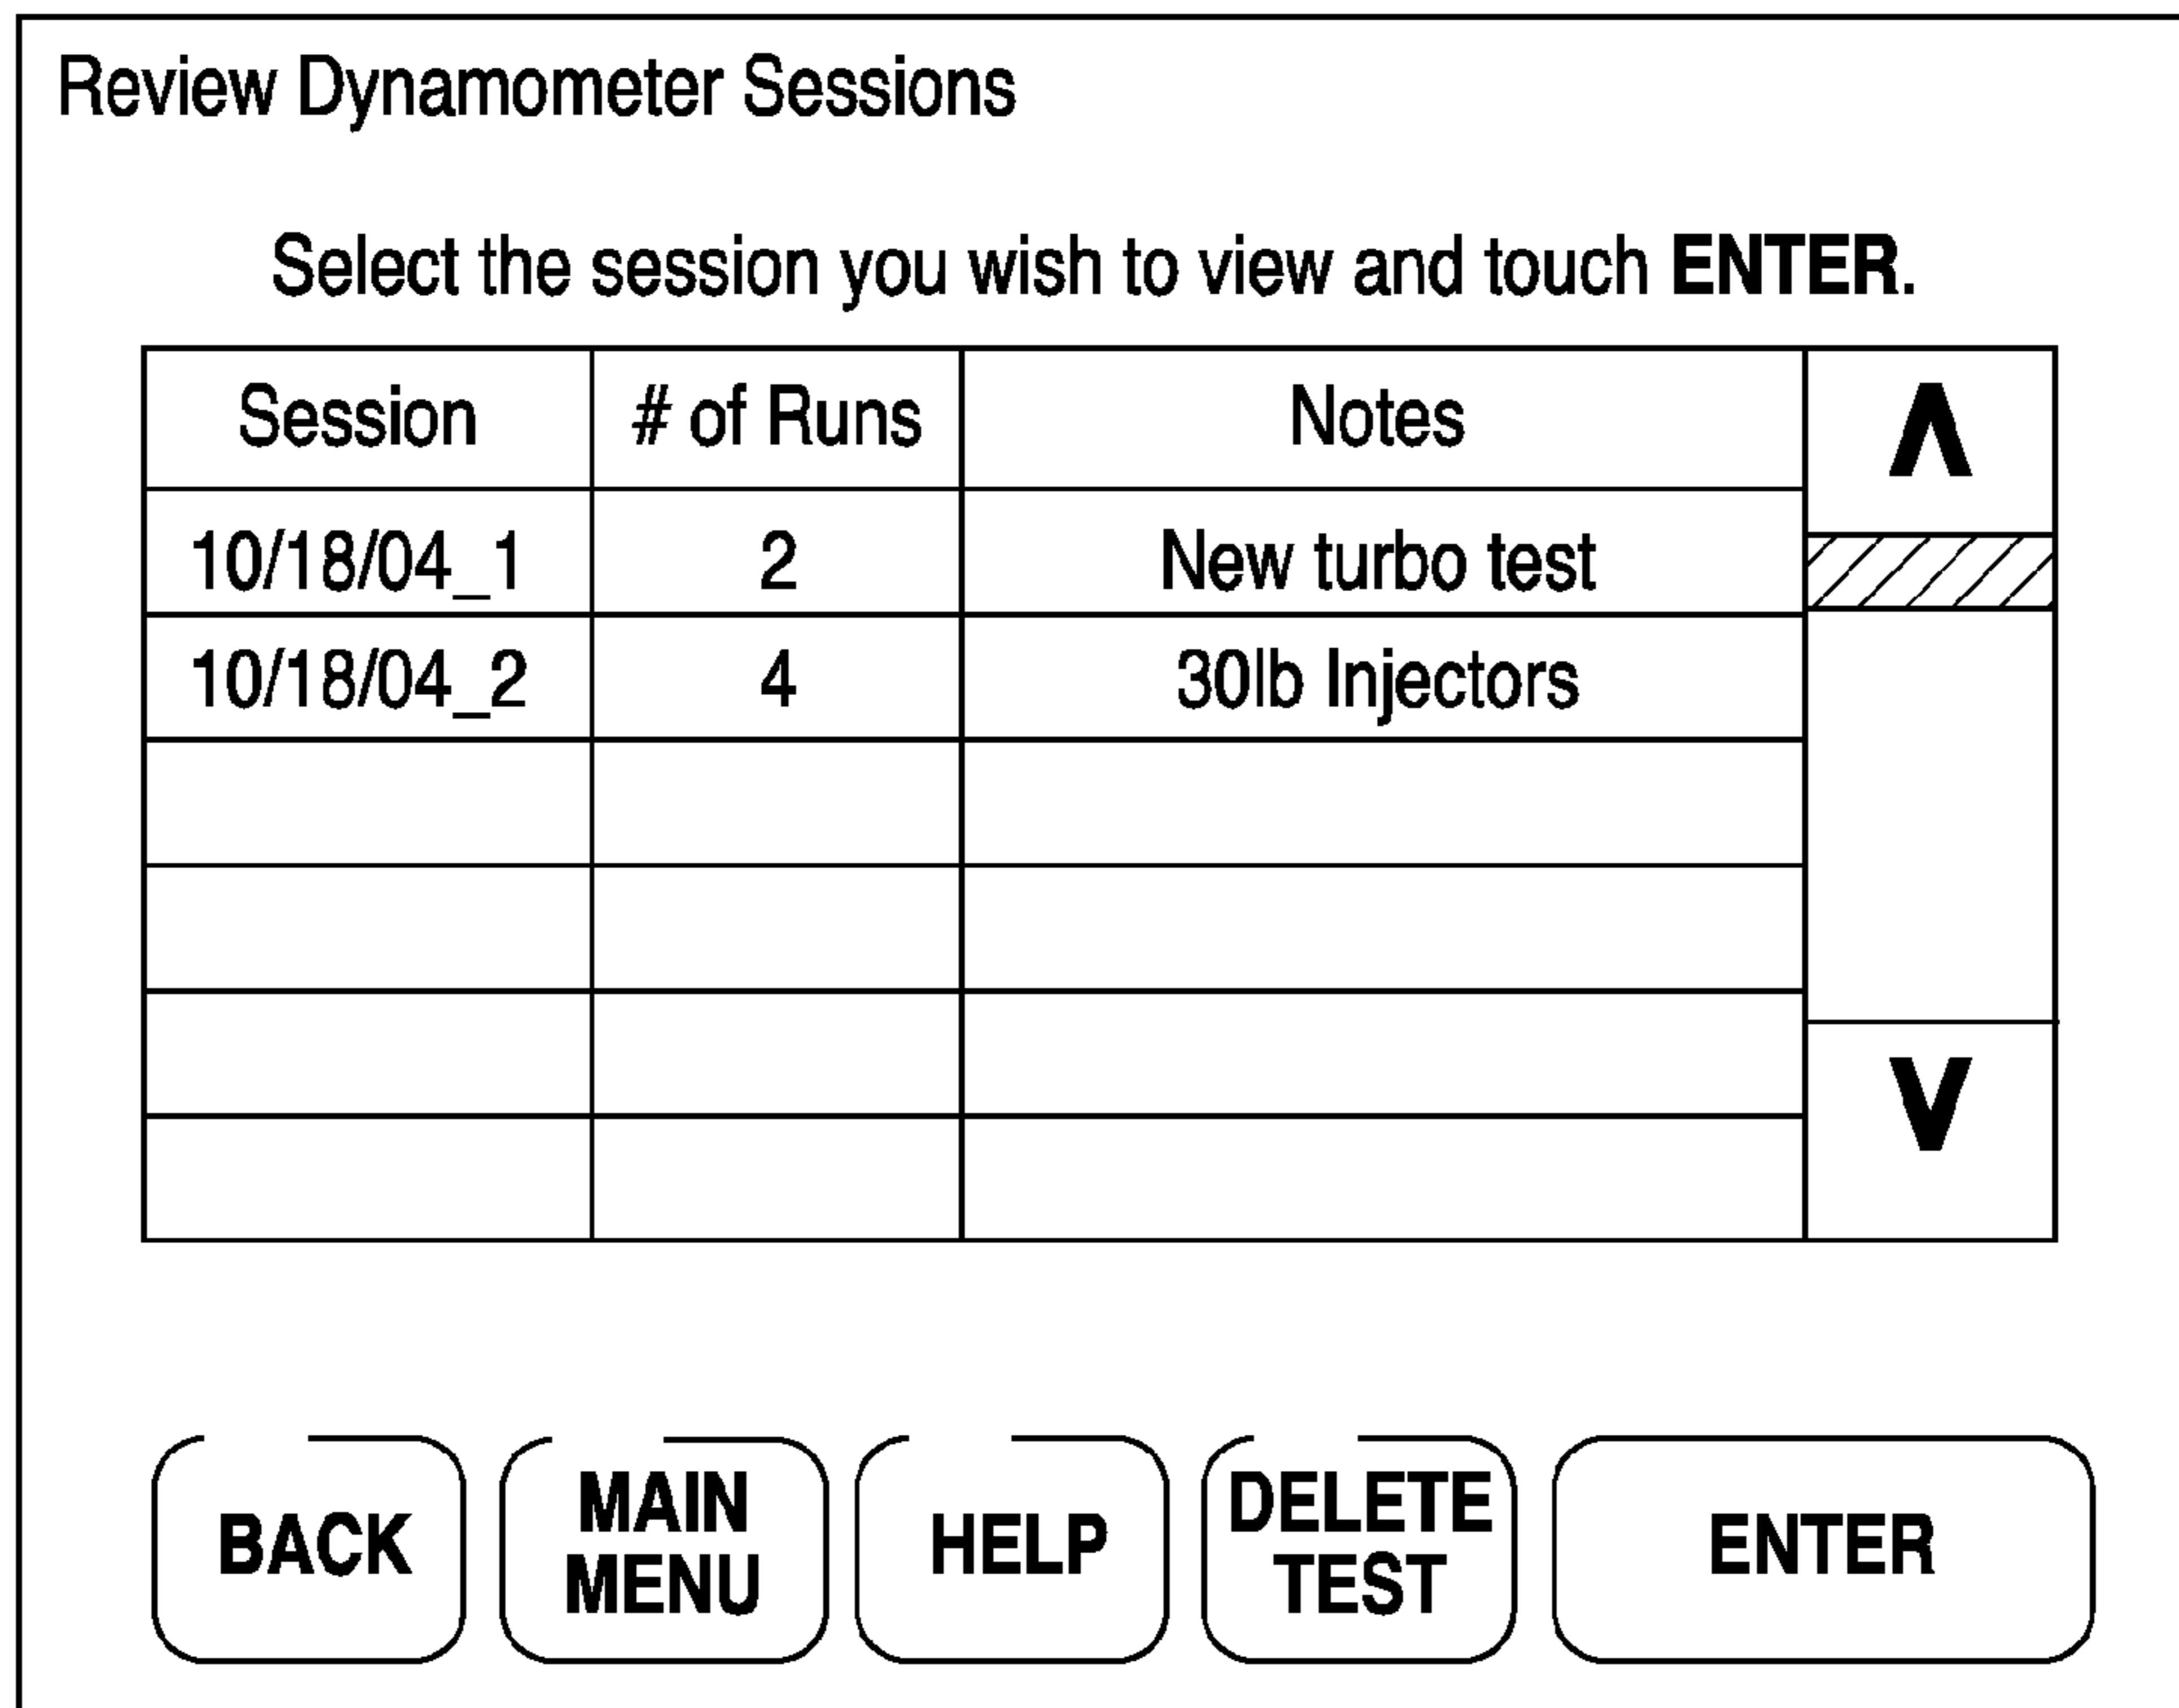 Review Dynamometer Sessions
Select the session you wish to view and touch ENTER.
Session # of Runs Notes
10/18/04_1 2 New turbo test
10/18/04_2 4 30lb Injectors
BACK MAIN MENU HELP DELETE TEST ENTER